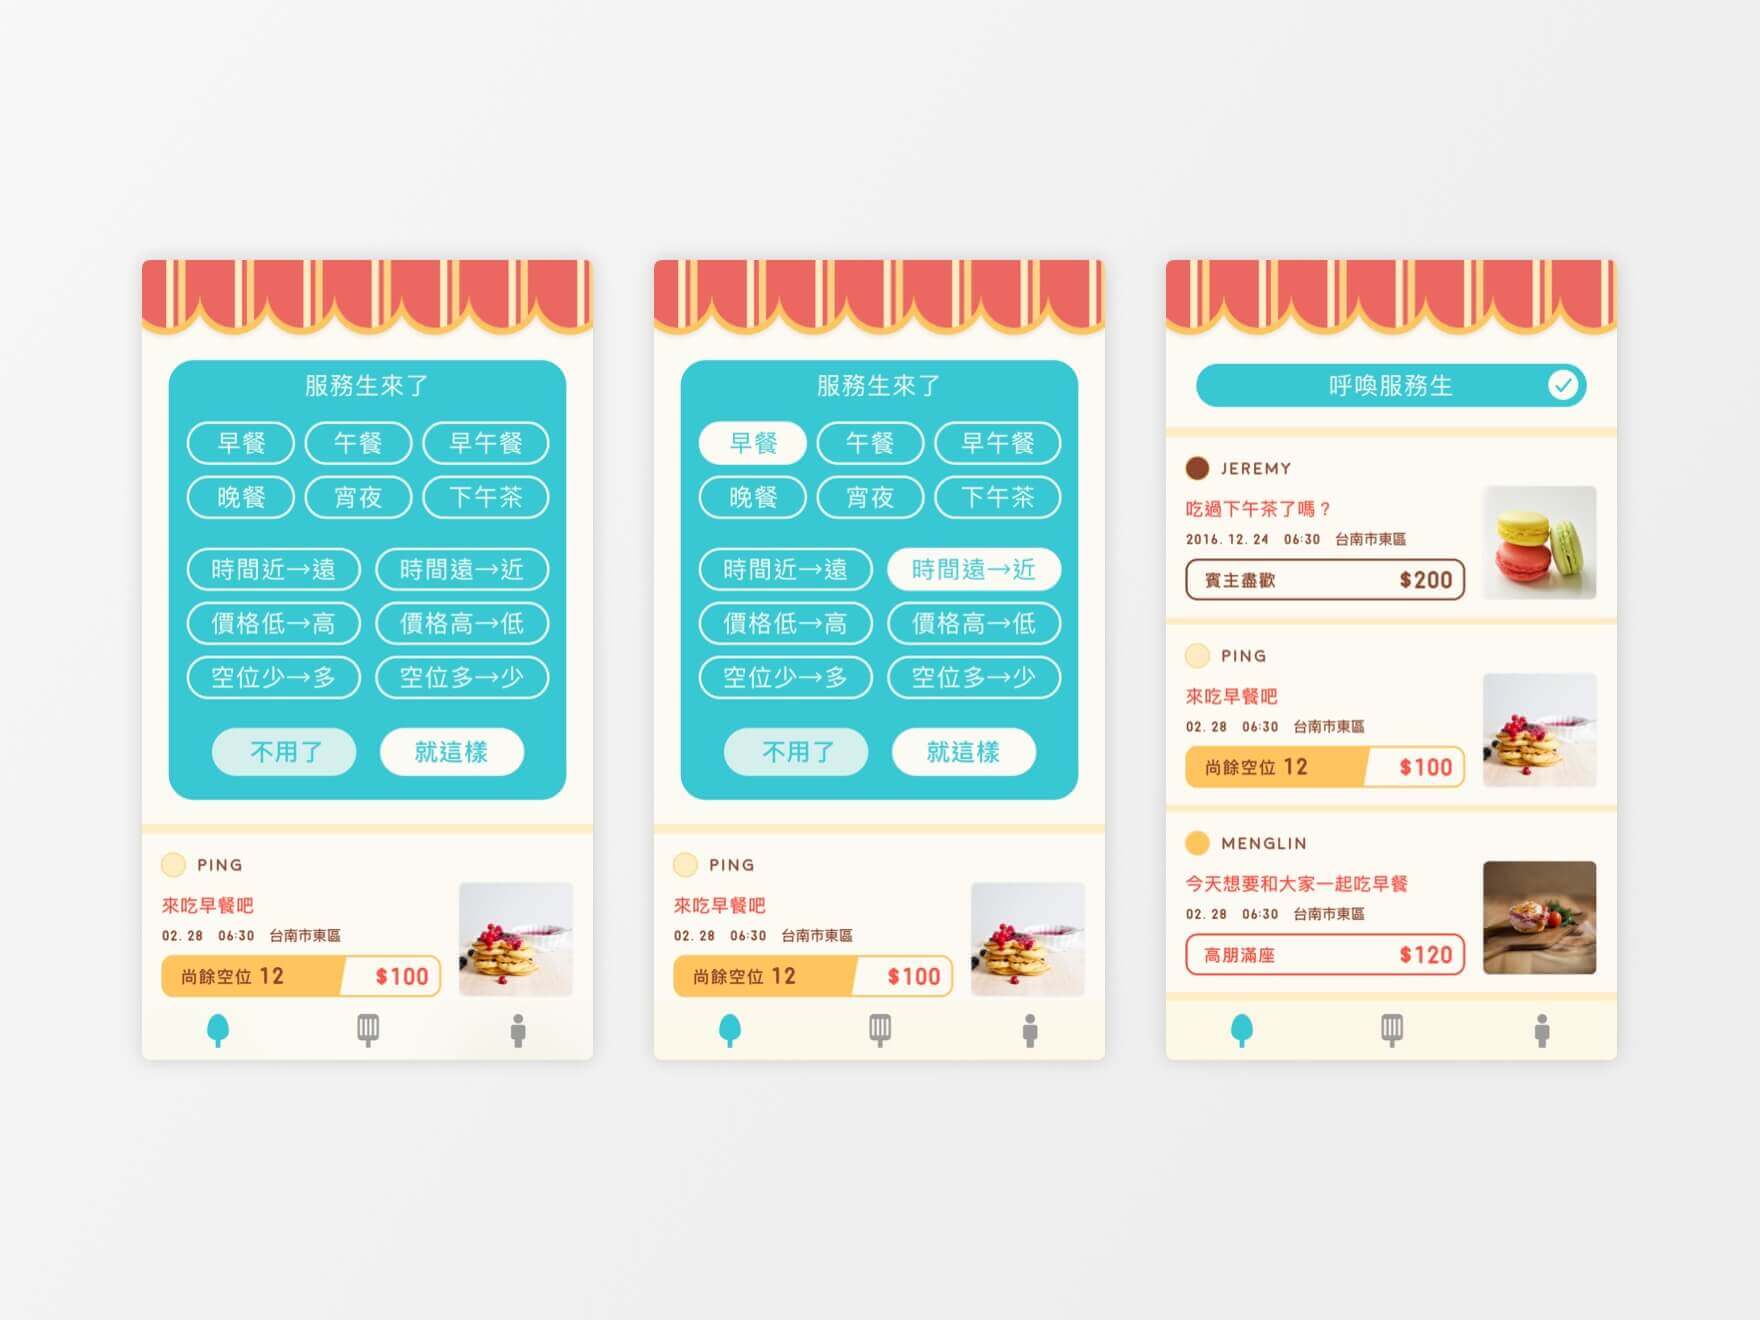 服務生來了
早餐 午餐 早午餐
晚餐 宵夜 下午茶
時間近→遠 時間遠→近
價格低→高 價格高→低
空位少→多 空位多→少
不用了 就這樣
PING
來吃早餐吧
02. 28 06:30 台南市東區
尚餘空位 12 $100
服務生來了
早餐 午餐 早午餐
晚餐 宵夜 下午茶
時間近→遠 時間遠→近
價格低→高 價格高→低
空位少→多 空位多→少
不用了 就這樣
PING
來吃早餐吧
02. 28 06:30 台南市東區
尚餘空位 12 $100
呼喚服務生
JEREMY
吃過下午茶了嗎？
2016. 12. 24 06:30 台南市東區
賓主盡歡 $200
PING
來吃早餐吧
02. 28 06:30 台南市東區
尚餘空位 12 $100
MENGLIN
今天想要和大家一起吃早餐
02. 28 06:30 台南市東區
高朋滿座 $120